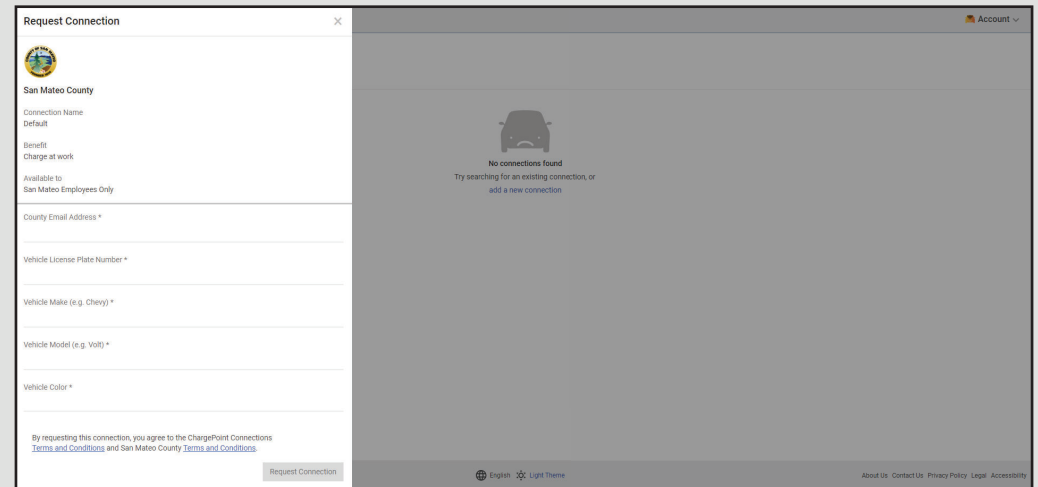 Request Connection
Account
San Mateo County
Connection Name
Default
Benefit
Charge at work
Available to
San Mateo Employees Only
County Email Address *
Vehicle License Plate Number *
Vehicle Make (e.g. Chevy) *
Vehicle Model (e.g. Volt) *
Vehicle Color *
By requesting this connection, you agree to the ChargePoint Connections
Terms and Conditions and San Mateo County Terms and Conditions.
Request Connection
No connections found
Try searching for an existing connection, or
add a new connection
English Light Theme
About Us Contact Us Privacy Policy Legal Accessibility